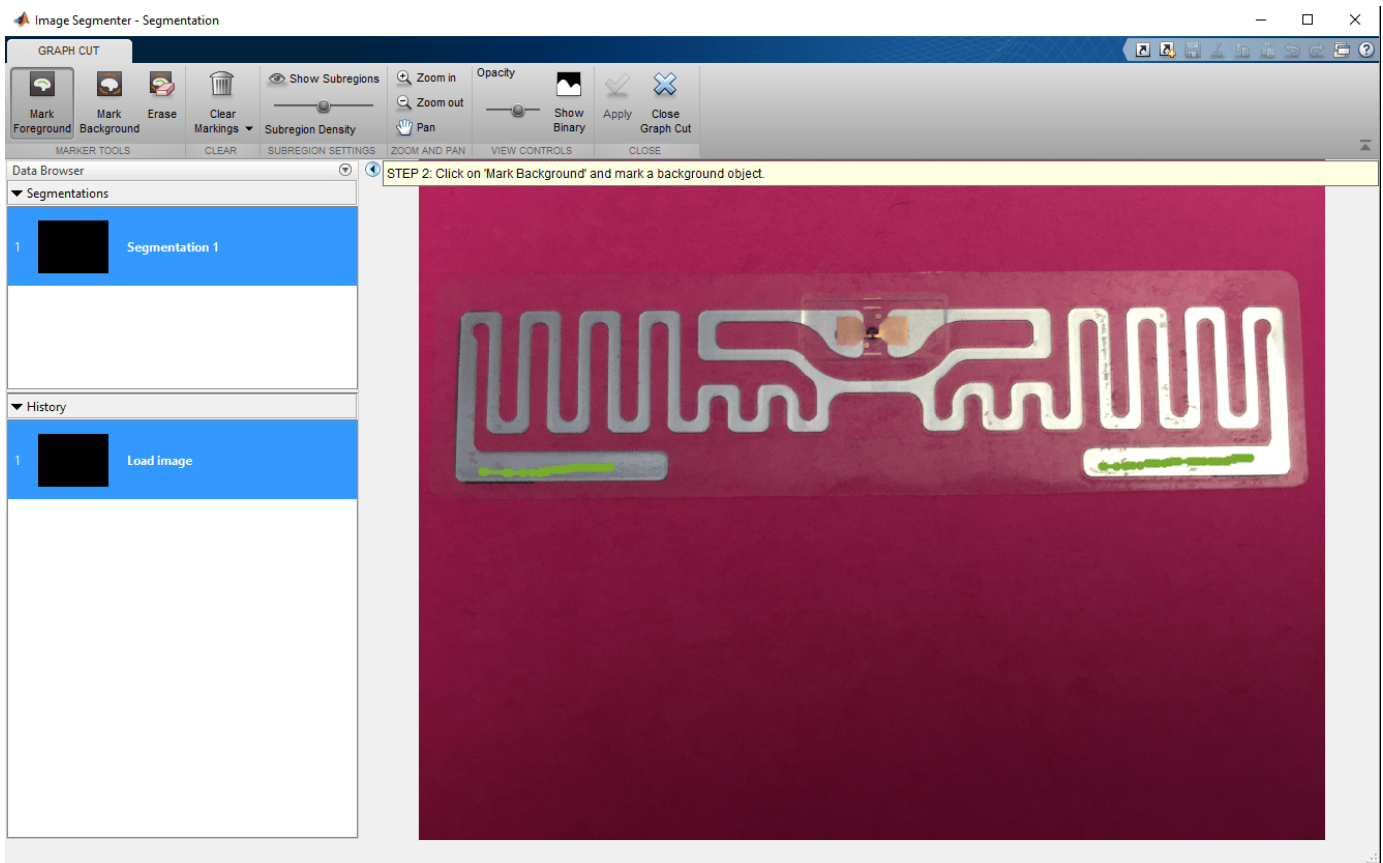 Image Segmenter - Segmentation
GRAPH CUT
Mark Foreground
Mark Background
Erase
Clear Markings
Show Subregions
Subregion Density
Zoom in
Zoom out
Pan
Opacity
Show Binary
Apply
Close Graph Cut
MARKER TOOLS
CLEAR
SUBREGION SETTINGS
ZOOM AND PAN
VIEW CONTROLS
CLOSE
Data Browser
STEP 2: Click on 'Mark Background' and mark a background object.
Segmentations
1 Segmentation 1
History
1 Load image